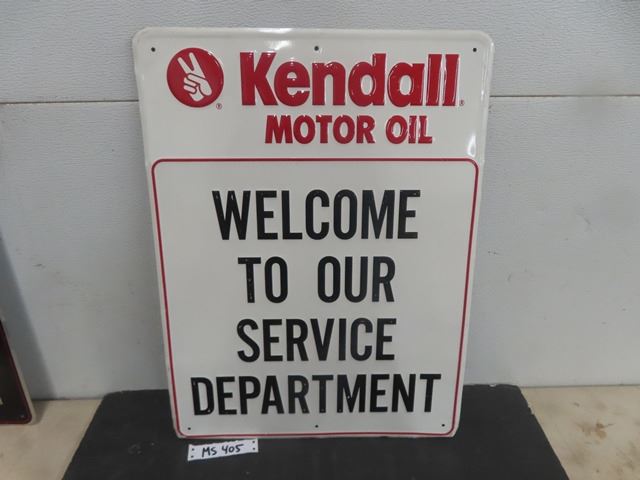 ® Kendall®
MOTOR OIL
WELCOME
TO OUR
SERVICE
DEPARTMENT
MS 405